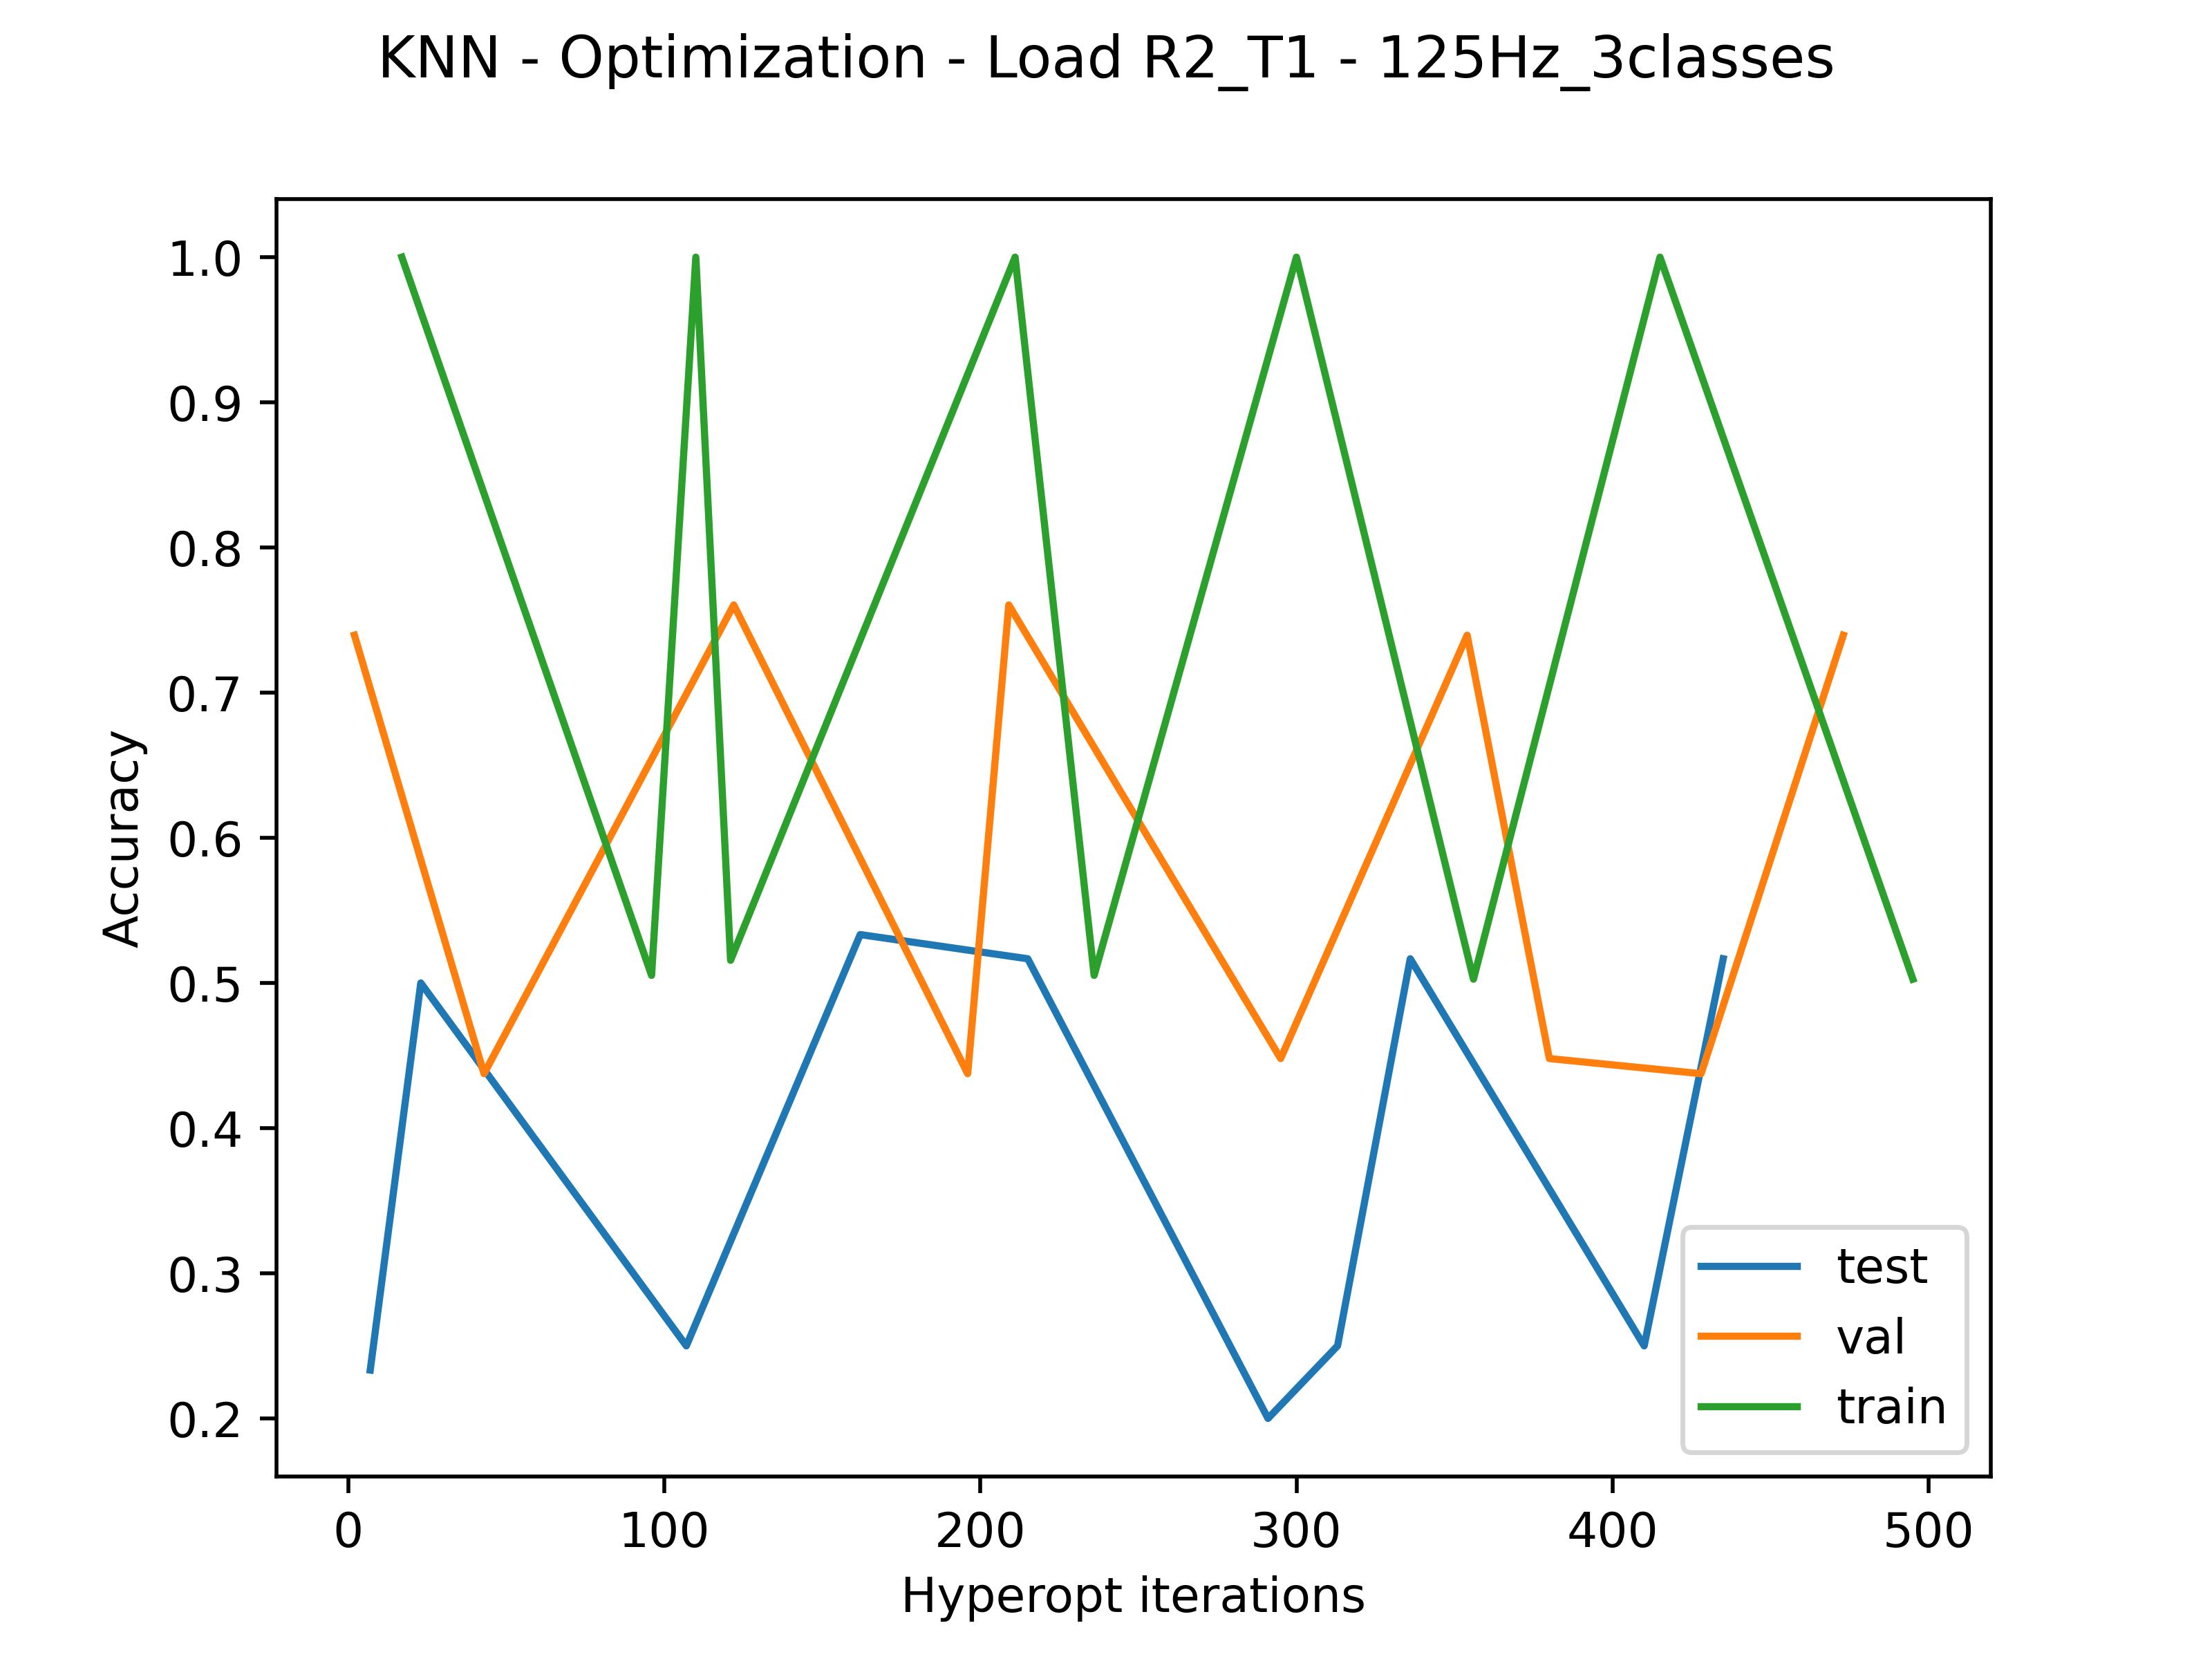 KNN - Optimization - Load R2_T1 - 125Hz_3classes
1.0
0.9
0.8
0.7
0.6
0.5
0.4
0.3
0.2
Accuracy
test
val
train
0 100 200 300 400 500
Hyperopt iterations